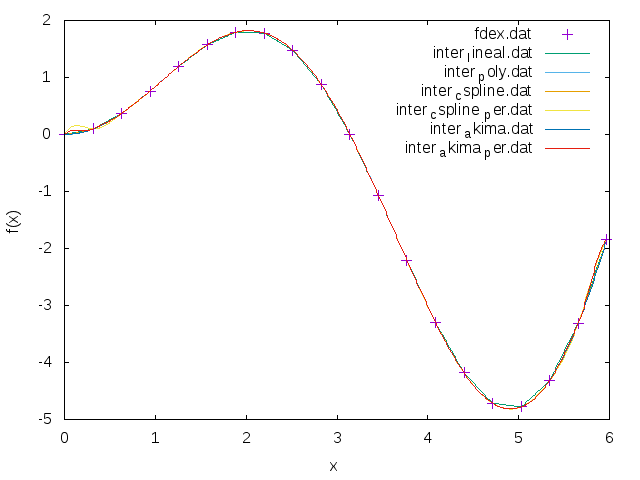 2
1
0
-1
-2
-3
-4
-5
0 1 2 3 4 5 6
f(x)
x
fdex.dat
inter_lineal.dat
inter_poly.dat
inter_cspline.dat
inter_cspline_per.dat
inter_akima.dat
inter_akima_per.dat